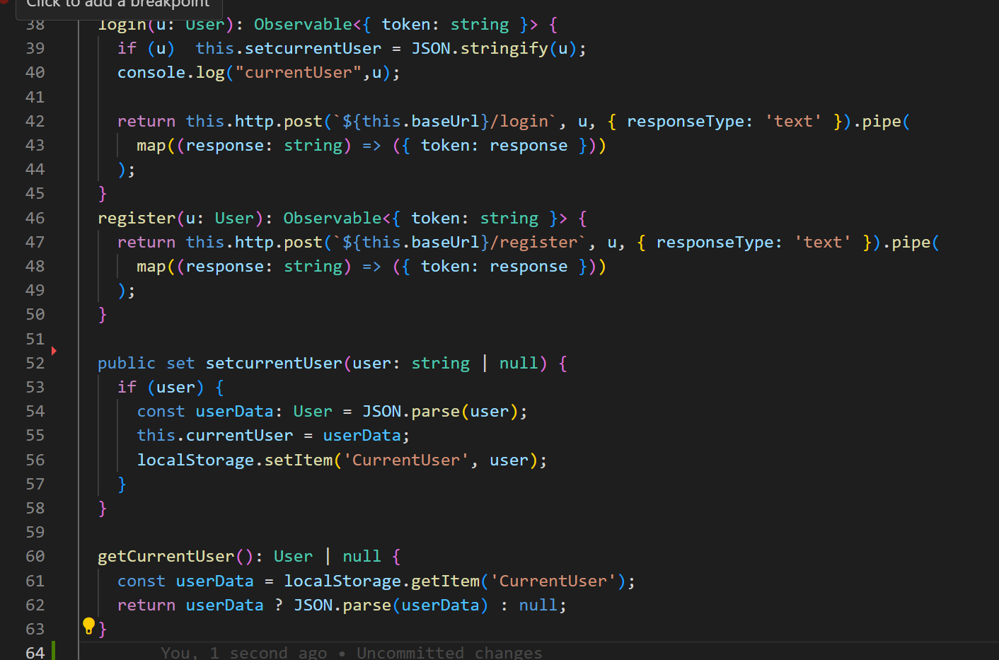 Click to add a breakpoint
38 login(u: User): Observable<{ token: string }> {
39 if (u)  this.setcurrentUser = JSON.stringify(u);
40 console.log("currentUser",u);
41
42 return this.http.post(`${this.baseUrl}/login`, u, { responseType: 'text' }).pipe(
43 map((response: string) => ({ token: response }))
44 );
45 }
46 register(u: User): Observable<{ token: string }> {
47 return this.http.post(`${this.baseUrl}/register`, u, { responseType: 'text' }).pipe(
48 map((response: string) => ({ token: response }))
49 );
50 }
51
52 public set setcurrentUser(user: string | null) {
53 if (user) {
54 const userData: User = JSON.parse(user);
55 this.currentUser = userData;
56 localStorage.setItem('CurrentUser', user);
57 }
58 }
59
60 getCurrentUser(): User | null {
61 const userData = localStorage.getItem('CurrentUser');
62 return userData ? JSON.parse(userData) : null;
63 }
64 You, 1 second ago • Uncommitted changes